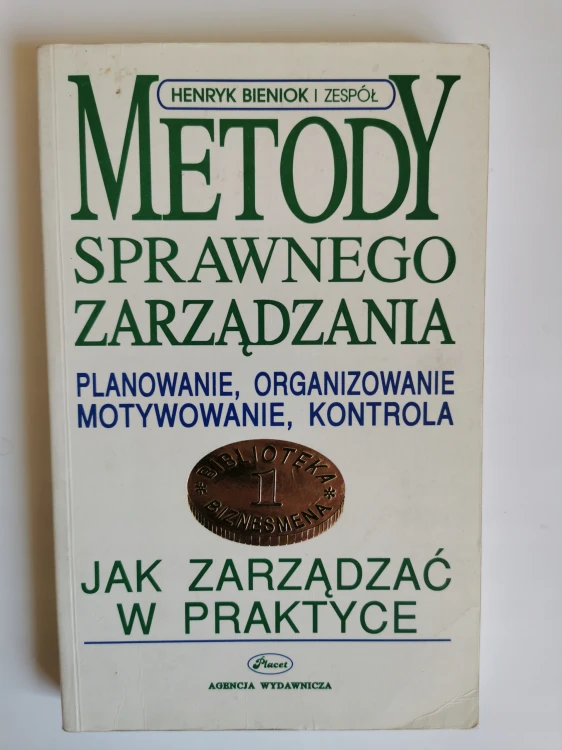 HENRYK BIENIOK I ZESPÓŁ
METODY
SPRAWNEGO
ZARZĄDZANIA
PLANOWANIE, ORGANIZOWANIE
MOTYWOWANIE, KONTROLA
* BIBLIOTEKA *
1
BIZNESMENA
JAK ZARZĄDZAĆ
W PRAKTYCE
Placet
AGENCJA WYDAWNICZA